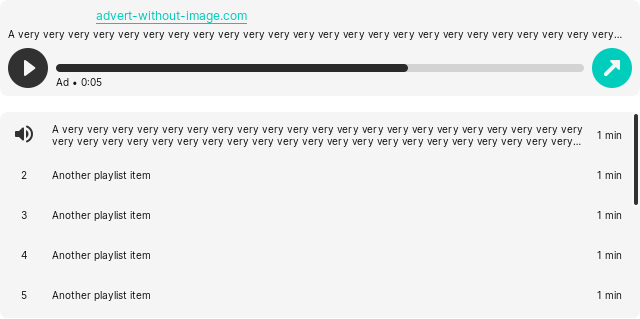 advert-without-image.com
A very very very very very very very very very very very very very very very very very very very very very very very very...
Ad • 0:05
A very very very very very very very very very very very very very very very very very very very very very
very very very very very very very very very very very very very very very very very very very very very...
1 min
2 Another playlist item 1 min
3 Another playlist item 1 min
4 Another playlist item 1 min
5 Another playlist item 1 min